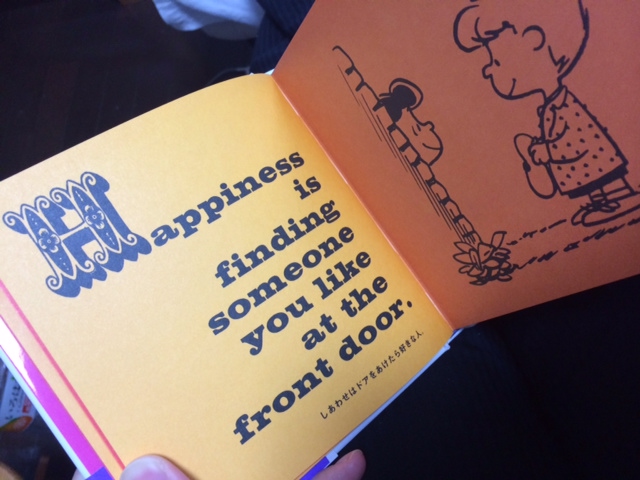 Happiness
is
finding
someone
you like
at the
front door.
しあわせはドアをあけたら好きな人.